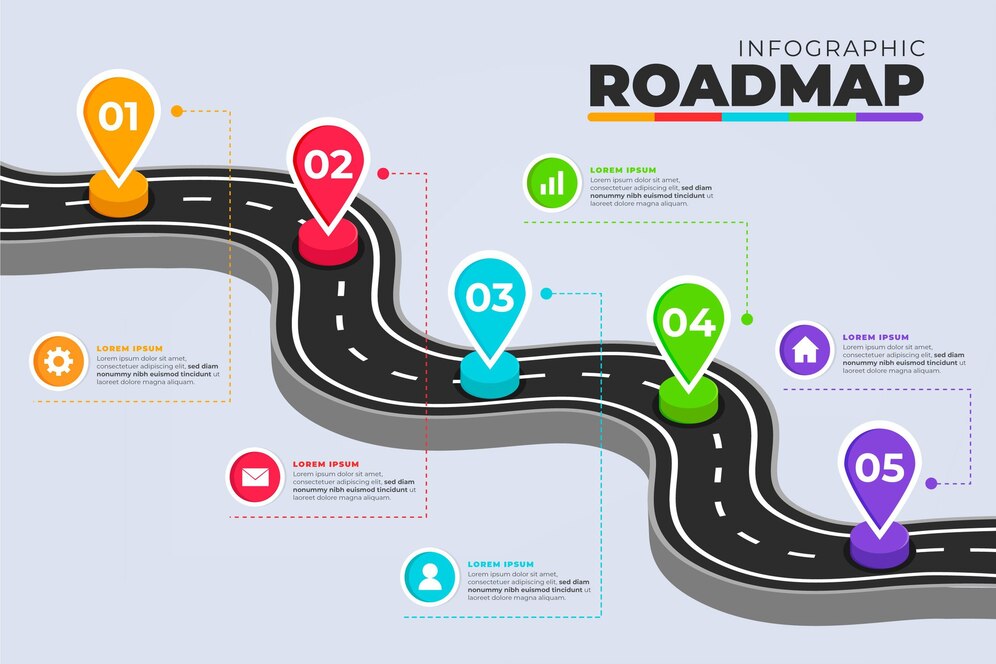 INFOGRAPHIC
ROADMAP
01
02
03
04
05
LOREM IPSUM
Lorem ipsum dolor sit amet,
consectetuer adipiscing elit, sed diam
nonummy nibh euismod tincidunt ut
laoreet dolore magna aliquam.
LOREM IPSUM
Lorem ipsum dolor sit amet,
consectetuer adipiscing elit, sed diam
nonummy nibh euismod tincidunt ut
laoreet dolore magna aliquam.
LOREM IPSUM
Lorem ipsum dolor sit amet,
consectetuer adipiscing elit, sed diam
nonummy nibh euismod tincidunt ut
laoreet dolore magna aliquam.
LOREM IPSUM
Lorem ipsum dolor sit amet,
consectetuer adipiscing elit, sed diam
nonummy nibh euismod tincidunt ut
laoreet dolore magna aliquam.
LOREM IPSUM
Lorem ipsum dolor sit amet,
consectetuer adipiscing elit, sed diam
nonummy nibh euismod tincidunt ut
laoreet dolore magna aliquam.